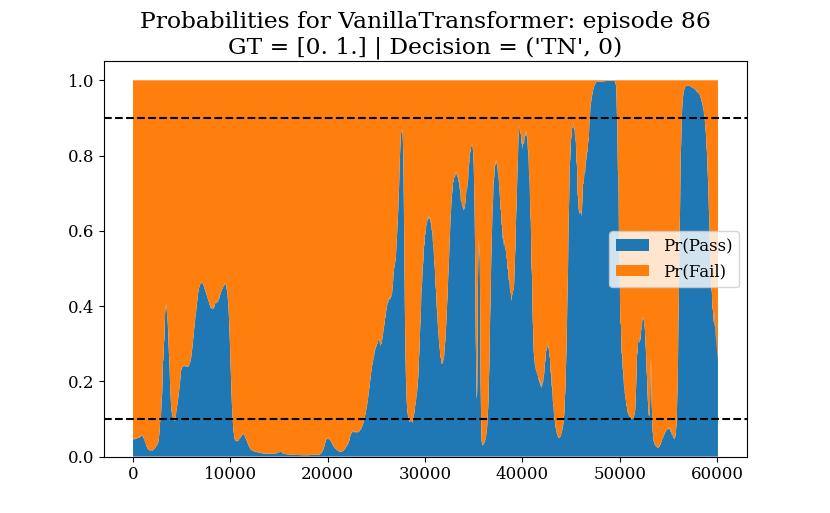 Probabilities for VanillaTransformer: episode 86
GT = [0. 1.] | Decision = ('TN', 0)
1.0
0.8
0.6
0.4
0.2
0.0
Pr(Pass)
Pr(Fail)
0 10000 20000 30000 40000 50000 60000